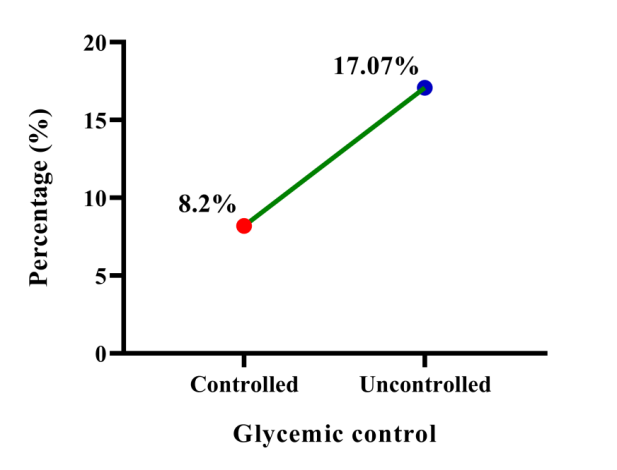 Percentage (%)
20
15
10
5
0
17.07%
8.2%
Controlled
Uncontrolled
Glycemic control